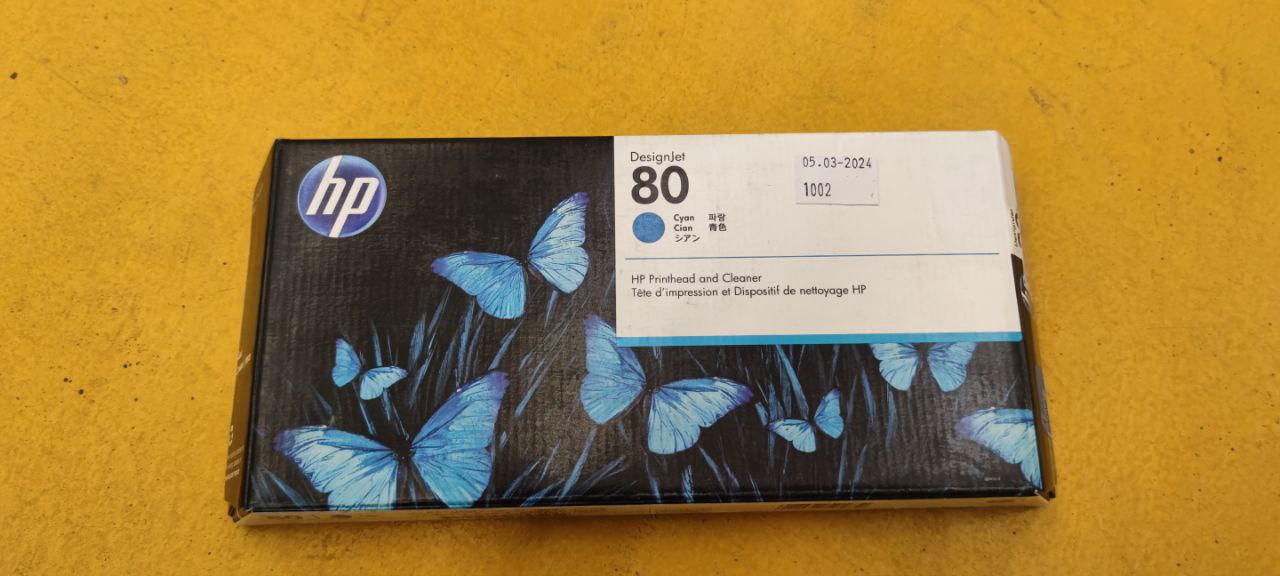 hp
DesignJet
80
Cyan 파랑
Cian 青色
シアン
05.03-2024
1002
HP Printhead and Cleaner
Tête d'impression et Dispositif de nettoyage HP